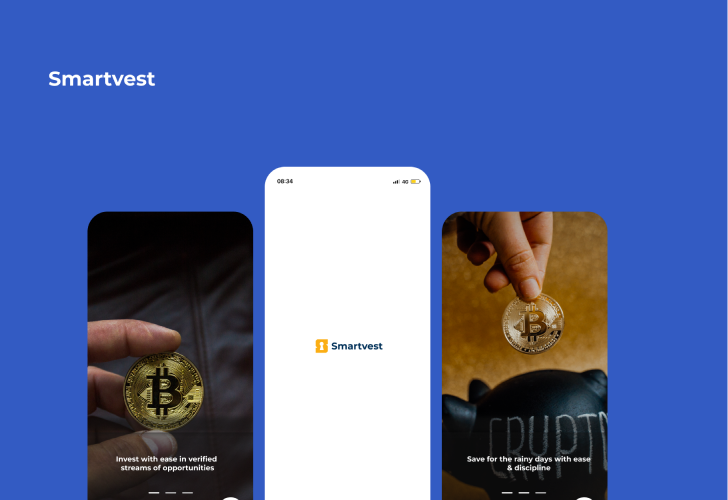 Smartvest
08:34
4G
Smartvest
Invest with ease in verified
streams of opportunities
CRYPT
Save for the rainy days with ease
& discipline